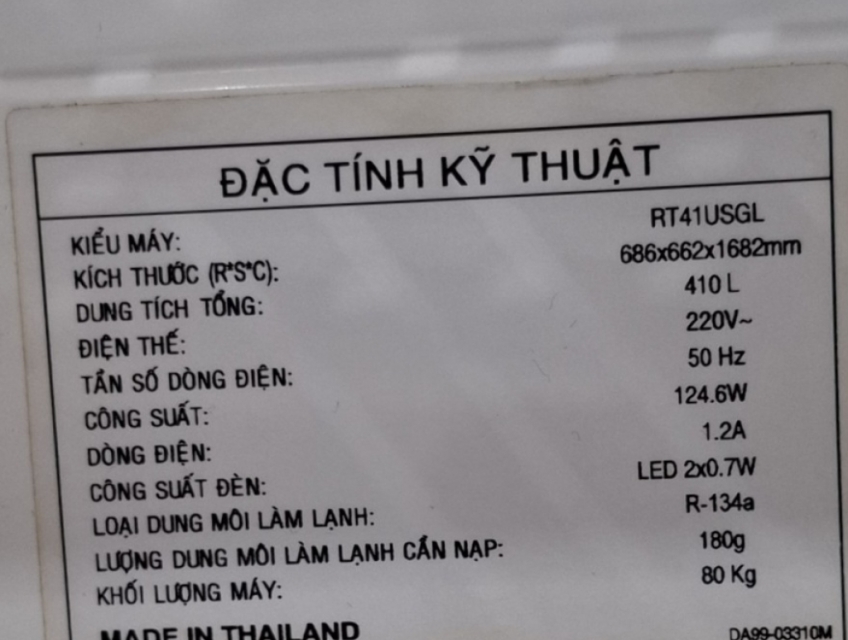 ĐẶC TÍNH KỸ THUẬT
KIỂU MÁY: RT41USGL
KÍCH THƯỚC (R*S*C): 686x662x1682mm
DUNG TÍCH TỔNG: 410 L
ĐIỆN THẾ: 220V~
TẦN SỐ DÒNG ĐIỆN: 50 Hz
CÔNG SUẤT: 124.6W
DÒNG ĐIỆN: 1.2A
CÔNG SUẤT ĐÈN: LED 2x0.7W
LOẠI DUNG MÔI LÀM LẠNH: R-134a
LƯỢNG DUNG MÔI LÀM LẠNH CẦN NẠP: 180g
KHỐI LƯỢNG MÁY: 80 Kg
MADE IN THAILAND DA99-03310M